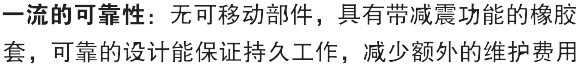 一流的可靠性：无可移动部件，具有带减震功能的橡胶
套，可靠的设计能保证持久工作，减少额外的维护费用